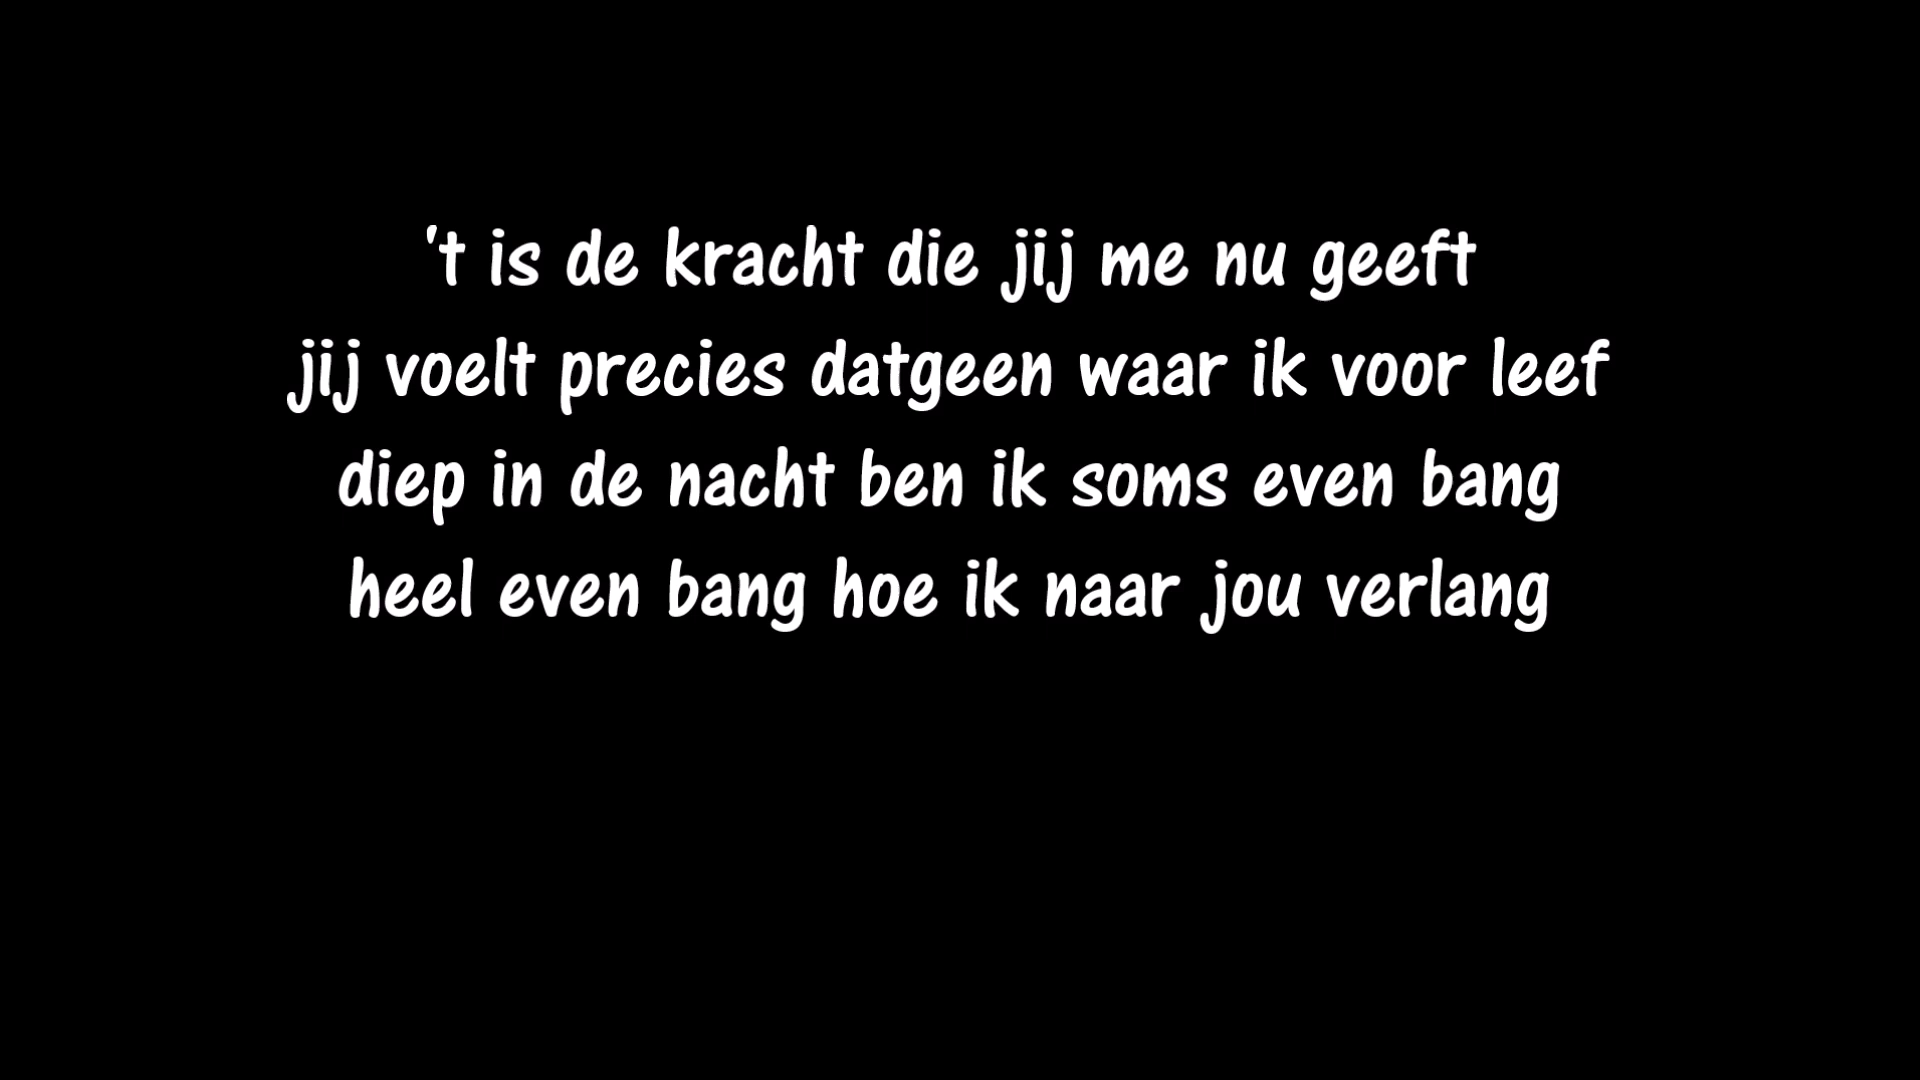 't is de kracht die jij me nu geeft
jij voelt precies datgeen waar ik voor leef
diep in de nacht ben ik soms even bang
heel even bang hoe ik naar jou verlang